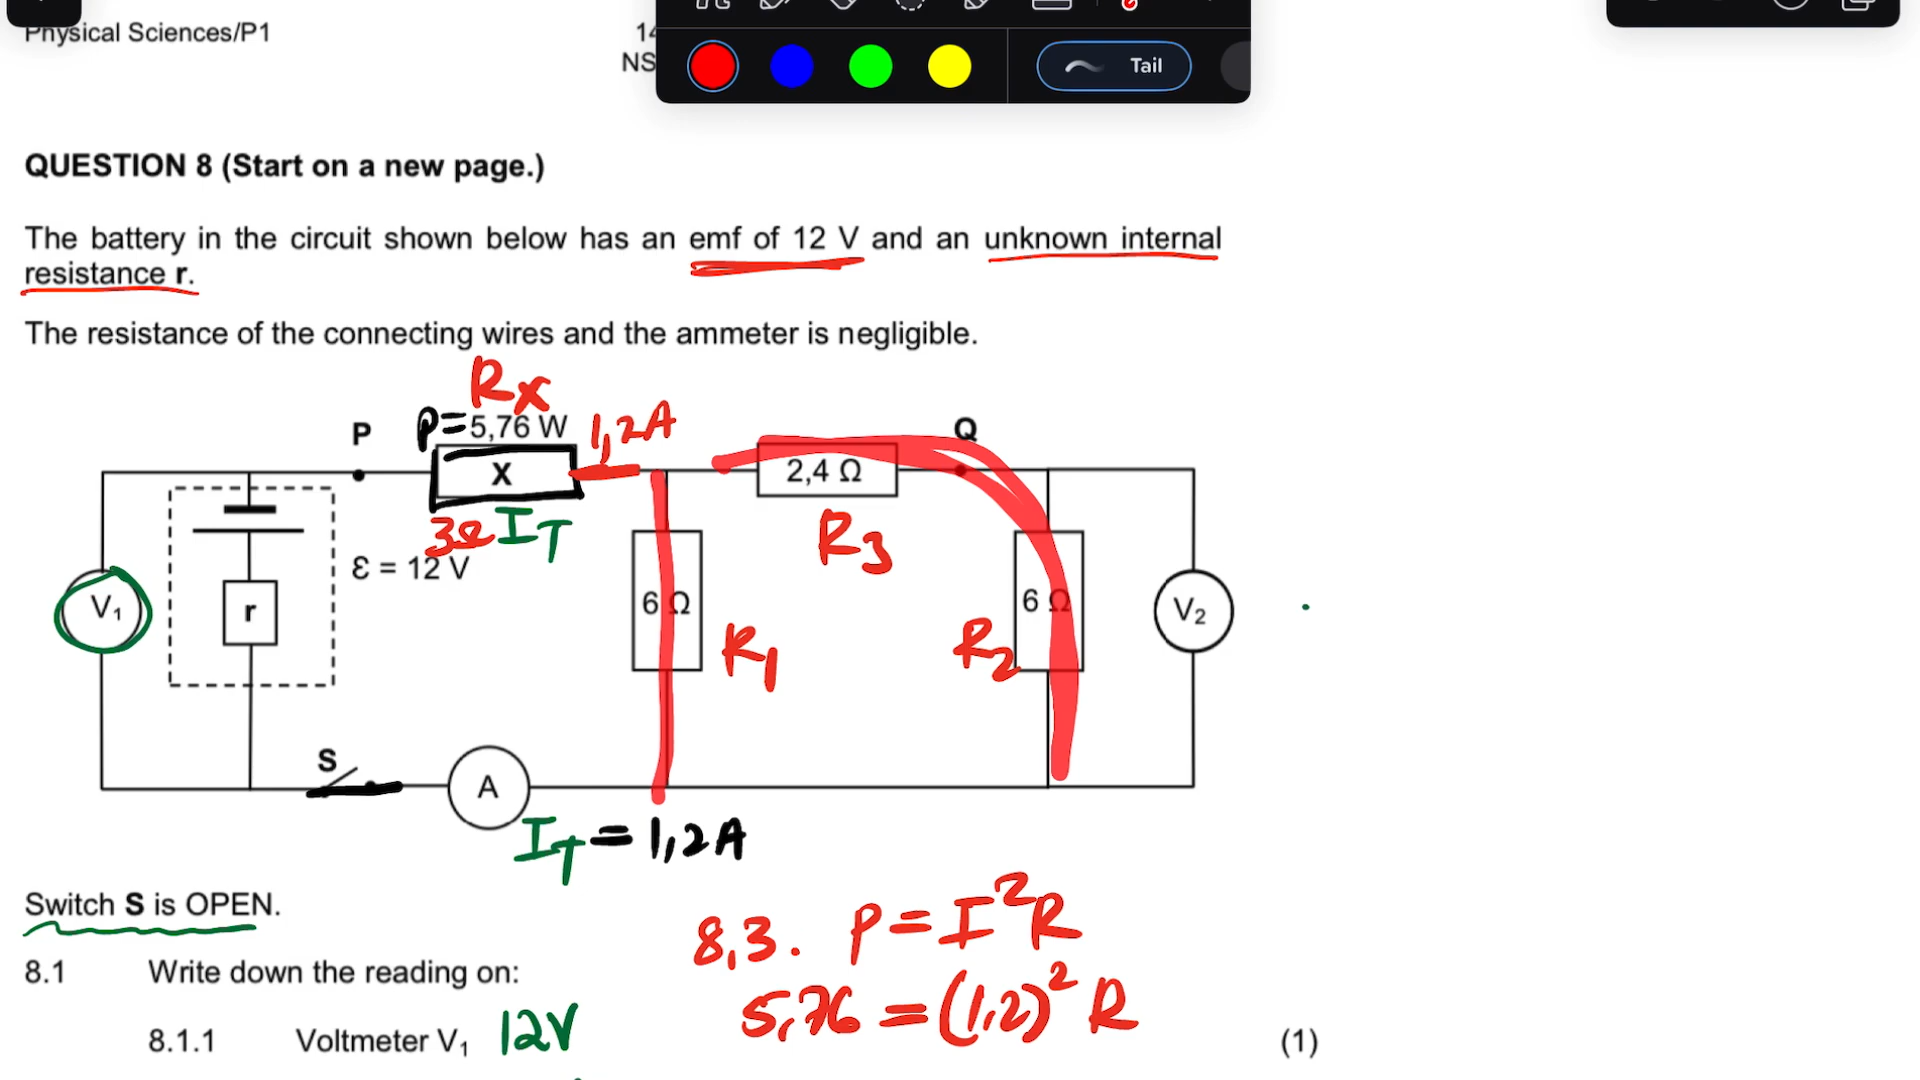 Physical Sciences/P1
14
NS
Tail
QUESTION 8 (Start on a new page.)
The battery in the circuit shown below has an emf of 12 V and an unknown internal
resistance r.
The resistance of the connecting wires and the ammeter is negligible.
Rx
P
P=5,76 W
1,2A
Q
X
2,4 Ω
3Ω IT
R3
Ɛ = 12 V
V1
r
6 Ω
6 Ω
V2
R1
R2
S
A
IT = 1,2A
Switch S is OPEN.
8,3. P = I²R
8.1 Write down the reading on:
5,76 = (1,2)² R
8.1.1 Voltmeter V1 12V (1)